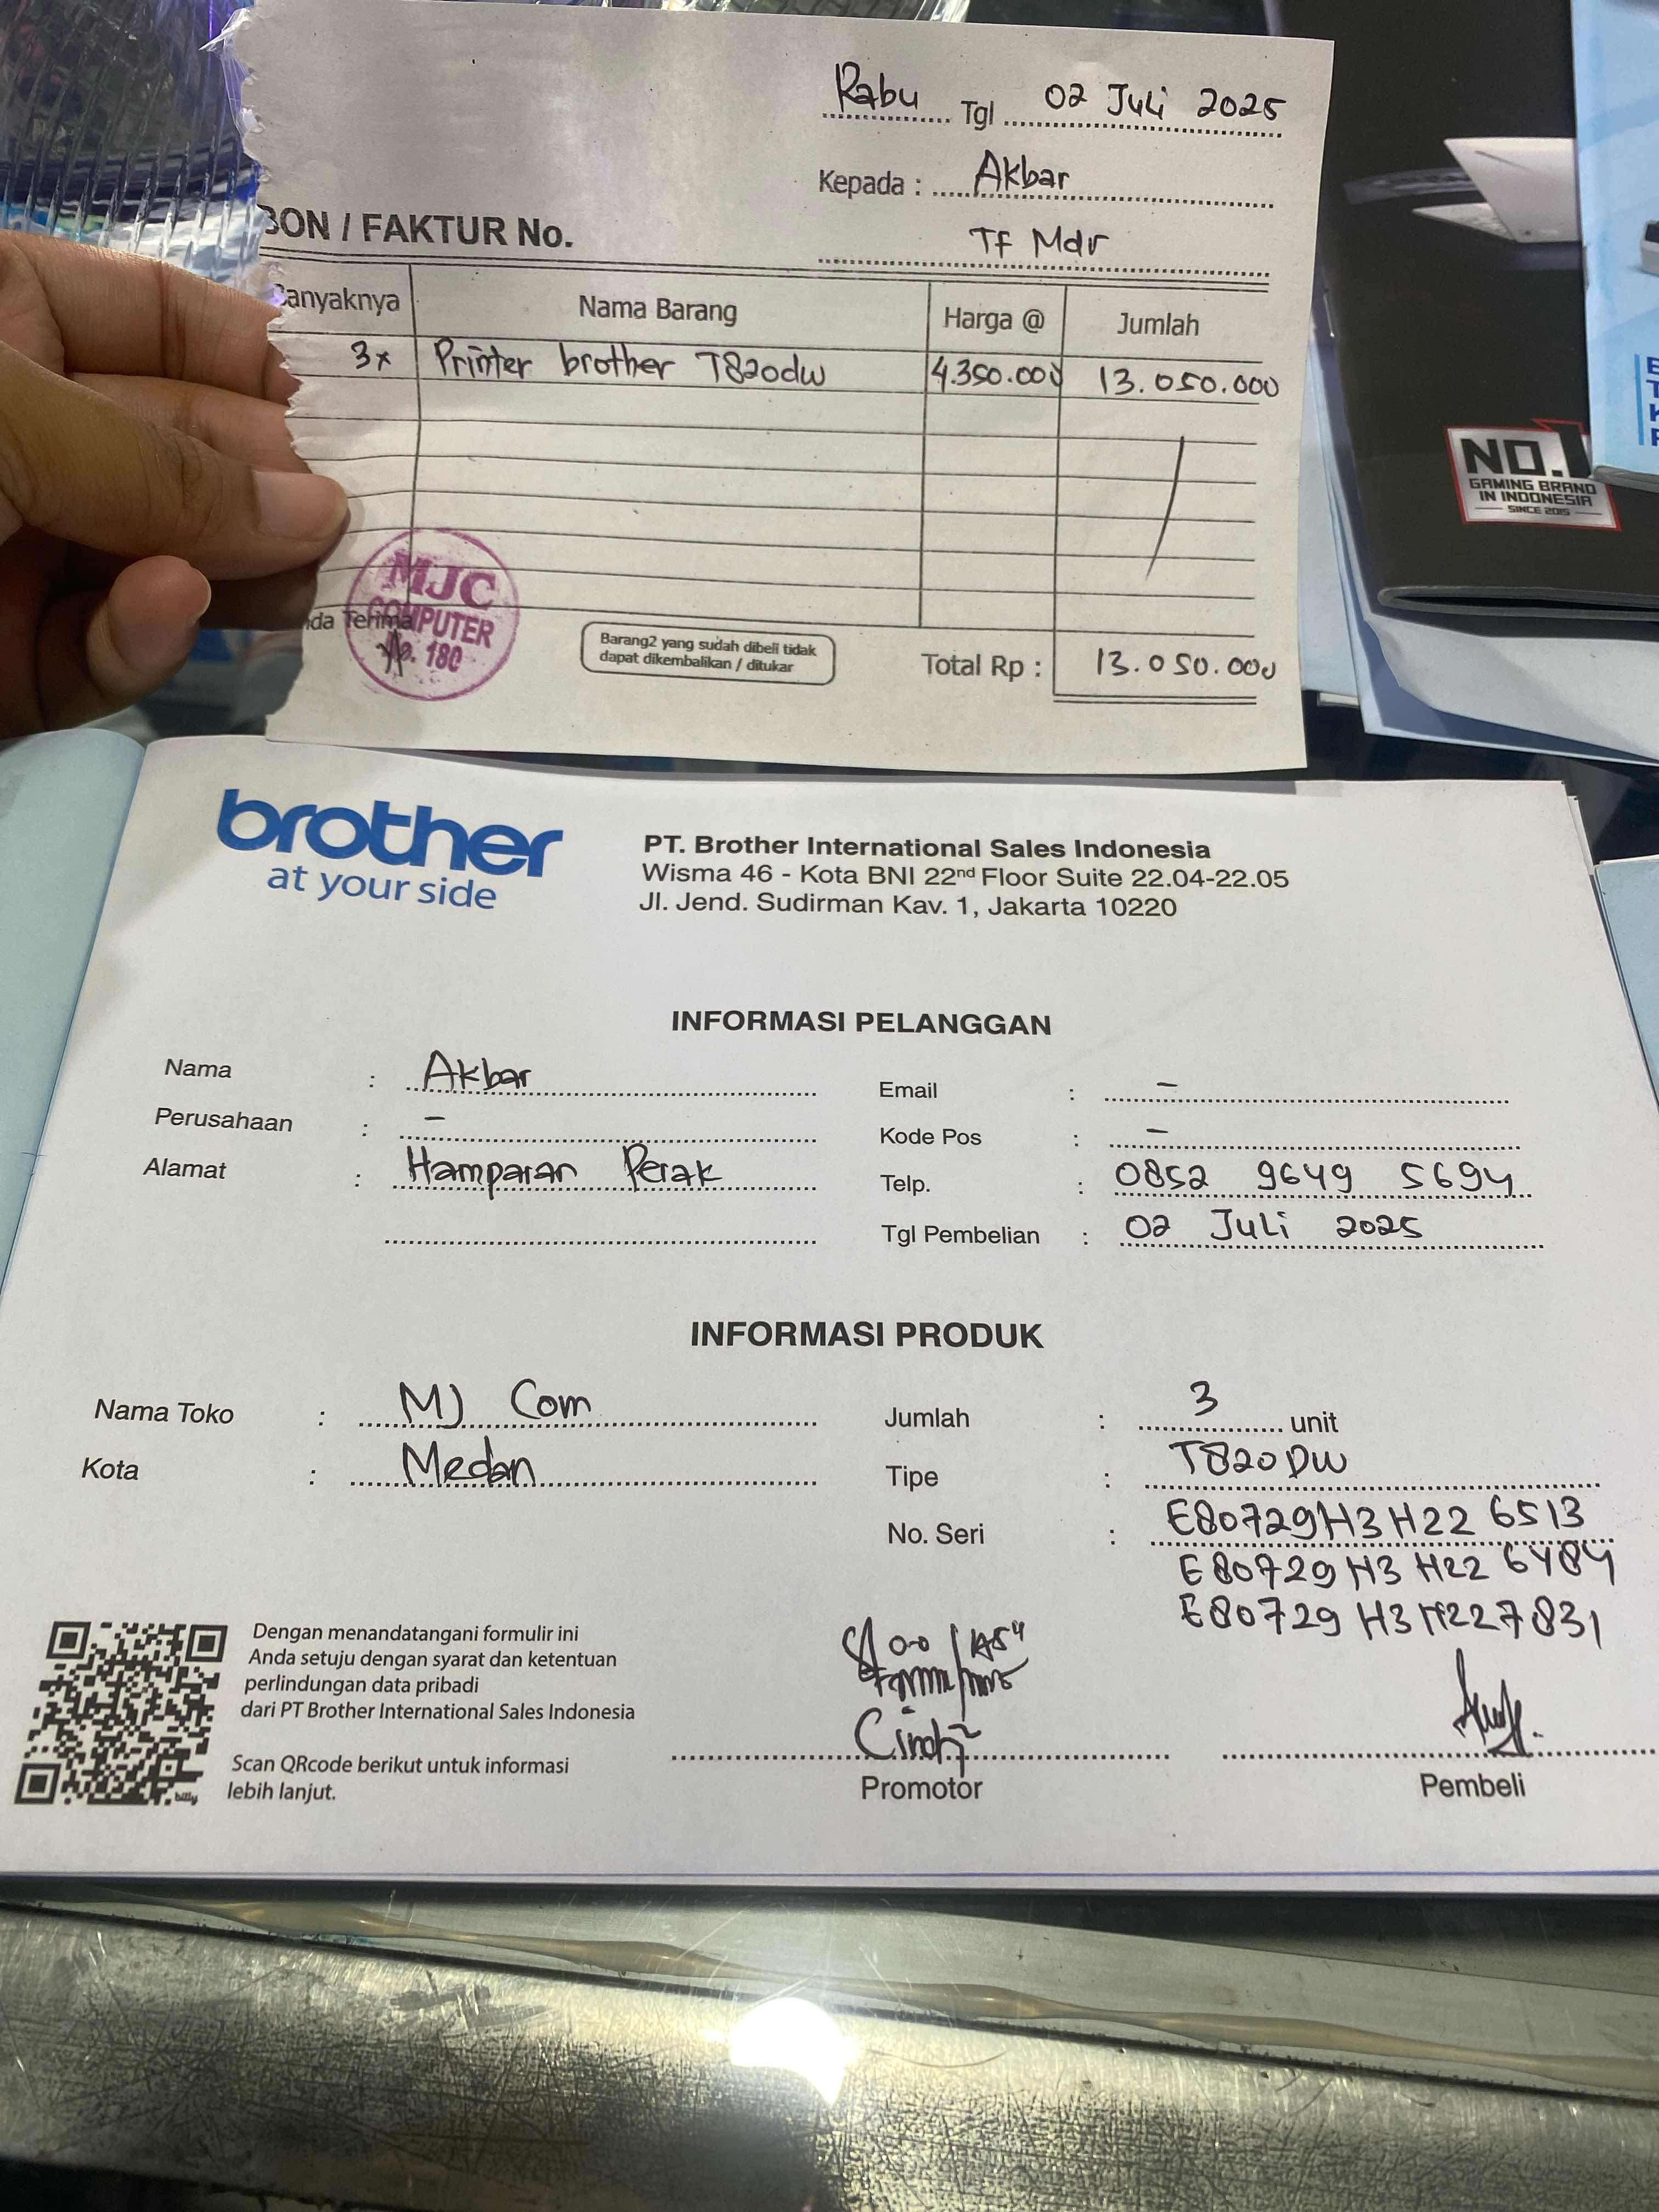 Rabu Tgl 02 Juli 2025
Kepada : Akbar
BON / FAKTUR No. Tf Mdr
Banyaknya Nama Barang Harga @ Jumlah
3x Printer brother T820dw 4.350.000 13.050.000
MJC
COMPUTER
No. 180
nda Terima
Barang2 yang sudah dibeli tidak
dapat dikembalikan / ditukar
Total Rp : 13.050.000
NO.1
GAMING BRAND
IN INDONESIA
SINCE 2015
brother
at your side
PT. Brother International Sales Indonesia
Wisma 46 - Kota BNI 22nd Floor Suite 22.04-22.05
Jl. Jend. Sudirman Kav. 1, Jakarta 10220
INFORMASI PELANGGAN
Nama : Akbar
Perusahaan : -
Alamat : Hamparan Perak
Email : -
Kode Pos : -
Telp. : 0852 9649 5694
Tgl Pembelian : 02 Juli 2025
INFORMASI PRODUK
Nama Toko : MJ Com
Kota : Medan
Jumlah : 3 unit
Tipe : T820DW
No. Seri : E80729H3H226513
E80729H3H226484
E80729H3H227831
Dengan menandatangani formulir ini
Anda setuju dengan syarat dan ketentuan
perlindungan data pribadi
dari PT Brother International Sales Indonesia
Scan QRcode berikut untuk informasi
lebih lanjut.
bitly
Cindy
Promotor
Pembeli